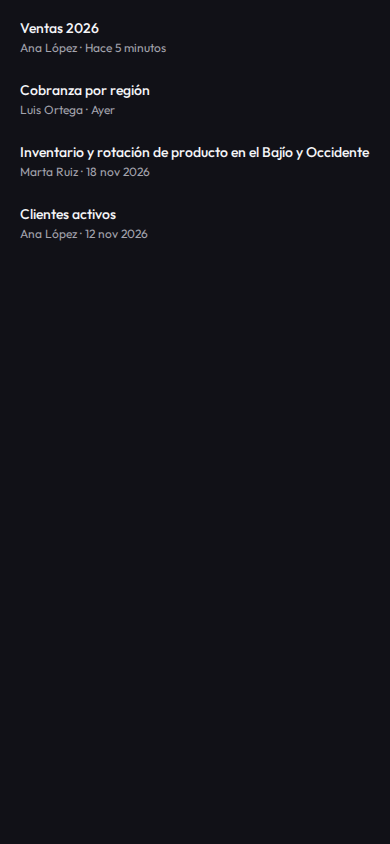 Ventas 2026
Ana López · Hace 5 minutos
Cobranza por región
Luis Ortega · Ayer
Inventario y rotación de producto en el Bajío y Occidente
Marta Ruiz · 18 nov 2026
Clientes activos
Ana López · 12 nov 2026